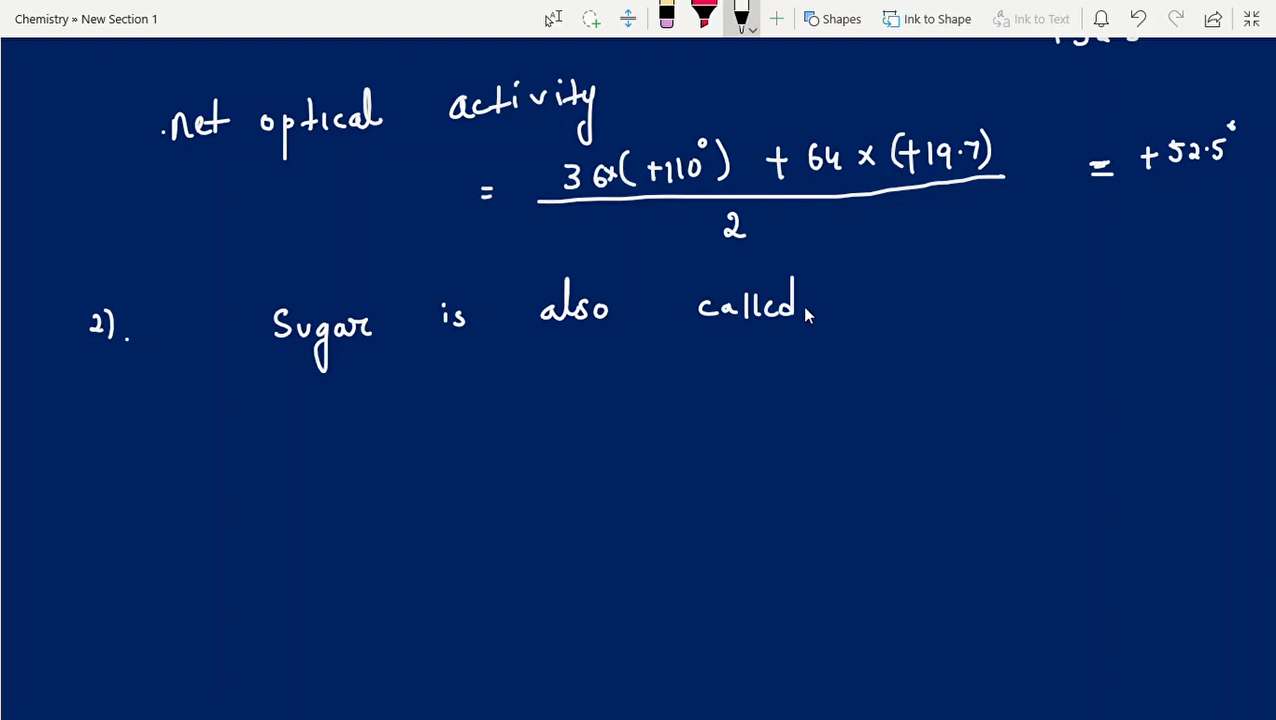 Chemistry » New Section 1
Shapes
Ink to Shape
Ink to Text
net optical activity
= 36×(+110°) + 64 × (+19.7) = +52.5°
2
2). Sugar is also called